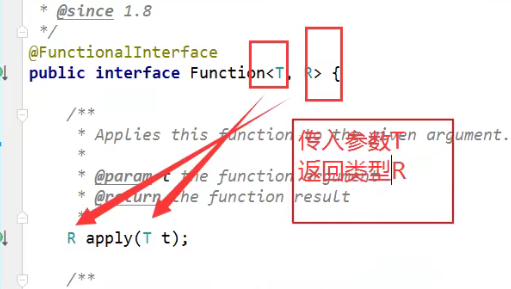 * @since 1.8
*/
@FunctionalInterface
public interface Function<T, R> {
/**
* Applies this function to the given argument.
*
* @param t the function argument
* @return the function result
*
R apply(T t);
/**
传入参数T
返回类型R